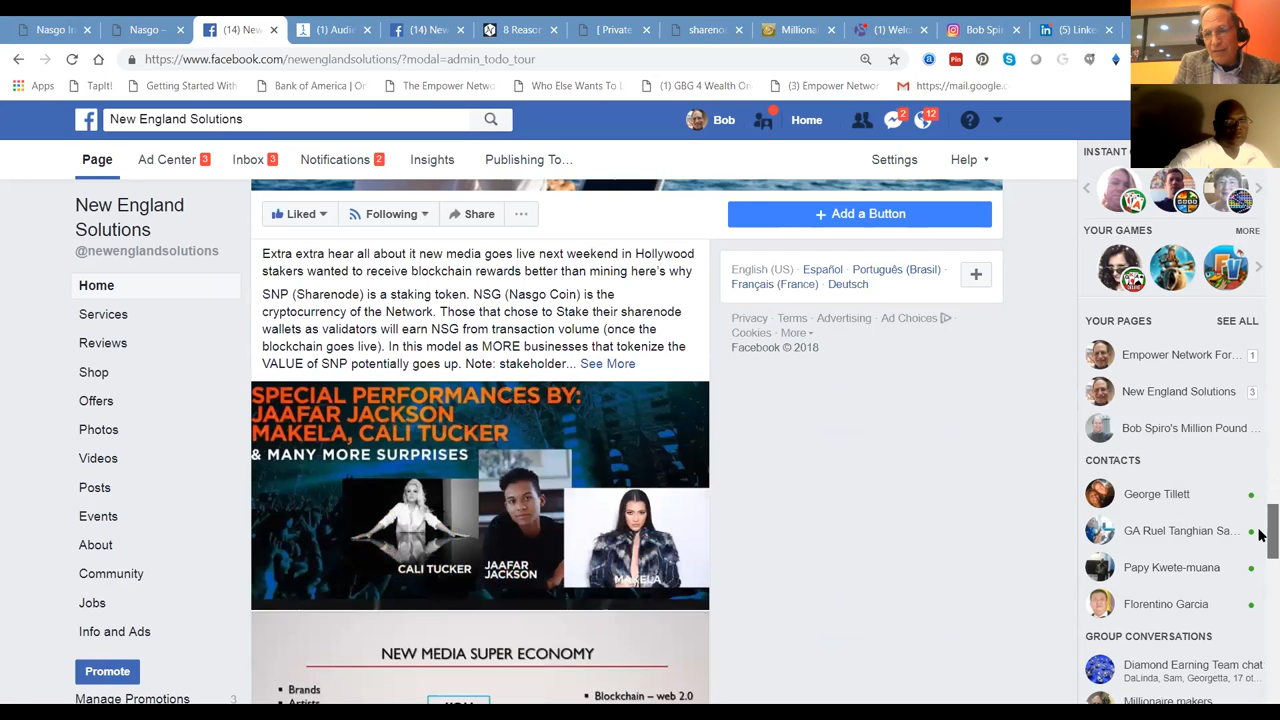 Nasgo In
Nasgo –
(14) New
(1) Audi
(14) New
8 Reason
[ Private
shareno
Million
(1) Welc
Bob Spi
(5) Linke
https://www.facebook.com/newenglandsolutions/?modal=admin_todo_tour
Apps
TapIt!
Getting Started With
Bank of America | On
The Empower Netwo
Who Else Wants To L
(1) GBG 4 Wealth On
(3) Empower Networ
https://mail.google.c
New England Solutions
Bob
Home
2
12
Page
Ad Center 3
Inbox 3
Notifications 2
Insights
Publishing To…
Settings
Help
New England
Solutions
@newenglandsolutions
Home
Services
Reviews
Shop
Offers
Photos
Videos
Posts
Events
About
Community
Jobs
Info and Ads
Promote
Manage Promotions 3
Liked
Following
Share
+ Add a Button
Extra extra hear all about it new media goes live next weekend in Hollywood
stakers wanted to receive blockchain rewards better than mining here's why
SNP (Sharenode) is a staking token. NSG (Nasgo Coin) is the
cryptocurrency of the Network. Those that chose to Stake their sharenode
wallets as validators will earn NSG from transaction volume (once the
blockchain goes live). In this model as MORE businesses that tokenize the
VALUE of SNP potentially goes up. Note: stakeholder... See More
SPECIAL PERFORMANCES BY:
JAAFAR JACKSON
MAKELA, CALI TUCKER
& MANY MORE SURPRISES
CALI TUCKER
JAAFAR
JACKSON
MAKELA
NEW MEDIA SUPER ECONOMY
▪ Brands
▪ Artists
▪ Blockchain – web 2.0
English (US) · Español · Português (Brasil) ·
Français (France) · Deutsch
Privacy · Terms · Advertising · Ad Choices
Cookies · More
Facebook © 2018
INSTANT
YOUR GAMES
MORE
YOUR PAGES
SEE ALL
Empower Network For... 1
New England Solutions 3
Bob Spiro's Million Pound ...
CONTACTS
George Tillett
GA Ruel Tanghian Sa...
Papy Kwete-muana
Florentino Garcia
GROUP CONVERSATIONS
Diamond Earning Team chat
DaLinda, Sam, Georgetta, 17 ot...
Millionaire makers